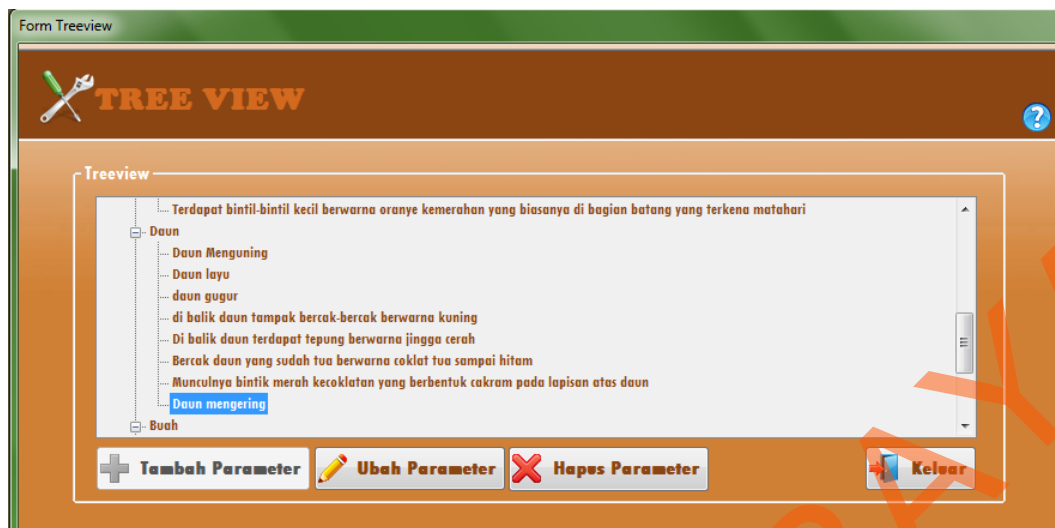 Form Treeview
TREE VIEW
Treeview
Terdapat bintil-bintil kecil berwarna oranye kemerahan yang biasanya di bagian batang yang terkena matahari
Daun
Daun Menguning
Daun layu
daun gugur
di balik daun tampak bercak-bercak berwarna kuning
Di balik daun terdapat tepung berwarna jingga cerah
Bercak daun yang sudah tua berwarna coklat tua sampai hitam
Munculnya bintik merah kecoklatan yang berbentuk cakram pada lapisan atas daun
Daun mengering
Buah
Tambah Parameter Ubah Parameter Hapus Parameter Keluar